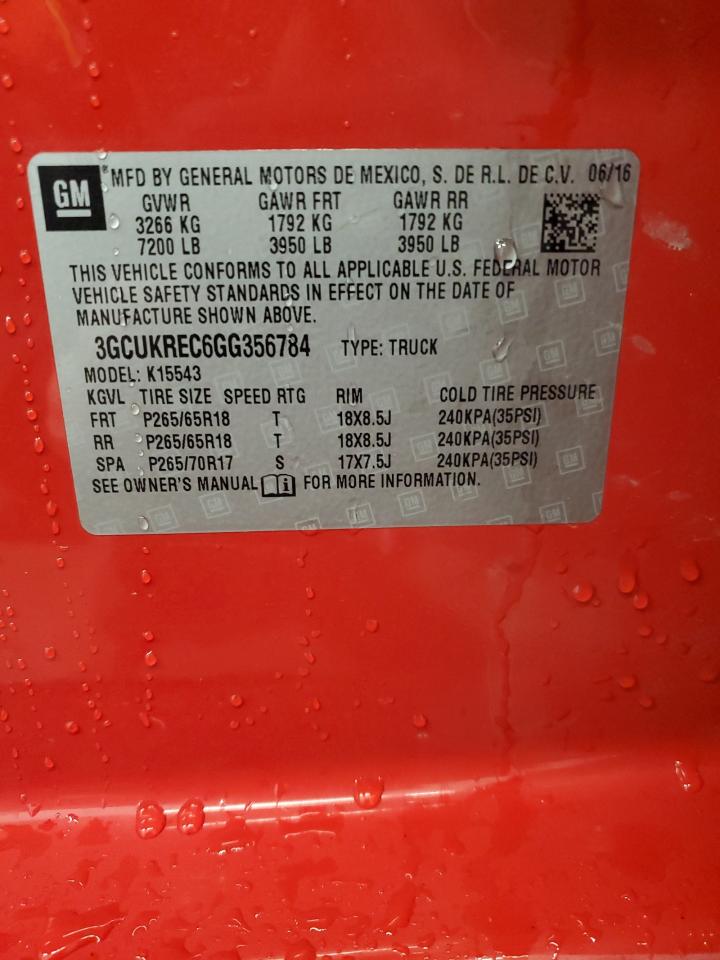 GM ® MFD BY GENERAL MOTORS DE MEXICO, S. DE R.L. DE C.V. 06/16
GVWR GAWR FRT GAWR RR
3266 KG 1792 KG 1792 KG
7200 LB 3950 LB 3950 LB
THIS VEHICLE CONFORMS TO ALL APPLICABLE U.S. FEDERAL MOTOR
VEHICLE SAFETY STANDARDS IN EFFECT ON THE DATE OF
MANUFACTURE SHOWN ABOVE.
3GCUKREC6GG356784 TYPE: TRUCK
MODEL: K15543
KGVL TIRE SIZE SPEED RTG RIM COLD TIRE PRESSURE
FRT P265/65R18 T 18X8.5J 240KPA(35PSI)
RR P265/65R18 T 18X8.5J 240KPA(35PSI)
SPA P265/70R17 S 17X7.5J 240KPA(35PSI)
SEE OWNER'S MANUAL i FOR MORE INFORMATION.